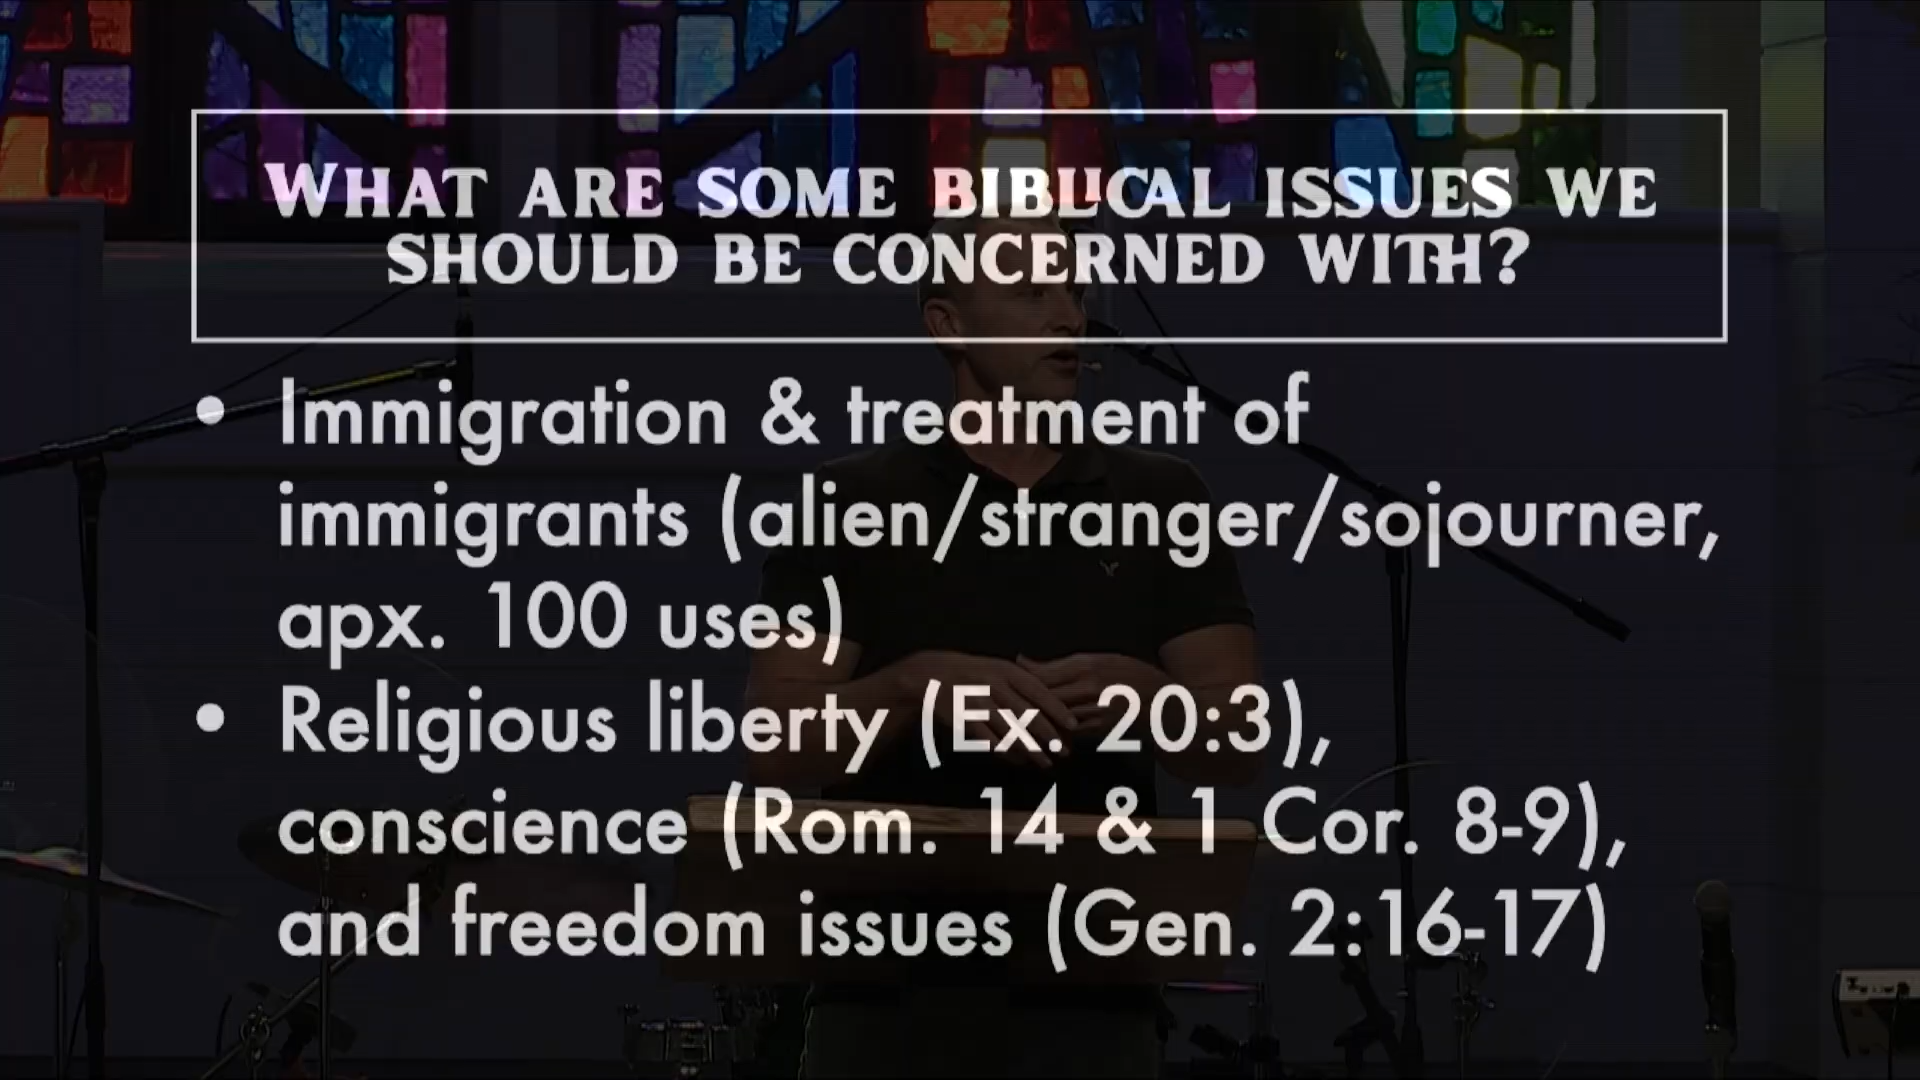 WHAT ARE SOME BIBLICAL ISSUES WE
SHOULD BE CONCERNED WITH?
• Immigration & treatment of
immigrants (alien/stranger/sojourner,
apx. 100 uses)
• Religious liberty (Ex. 20:3),
conscience (Rom. 14 & 1 Cor. 8-9),
and freedom issues (Gen. 2:16-17)